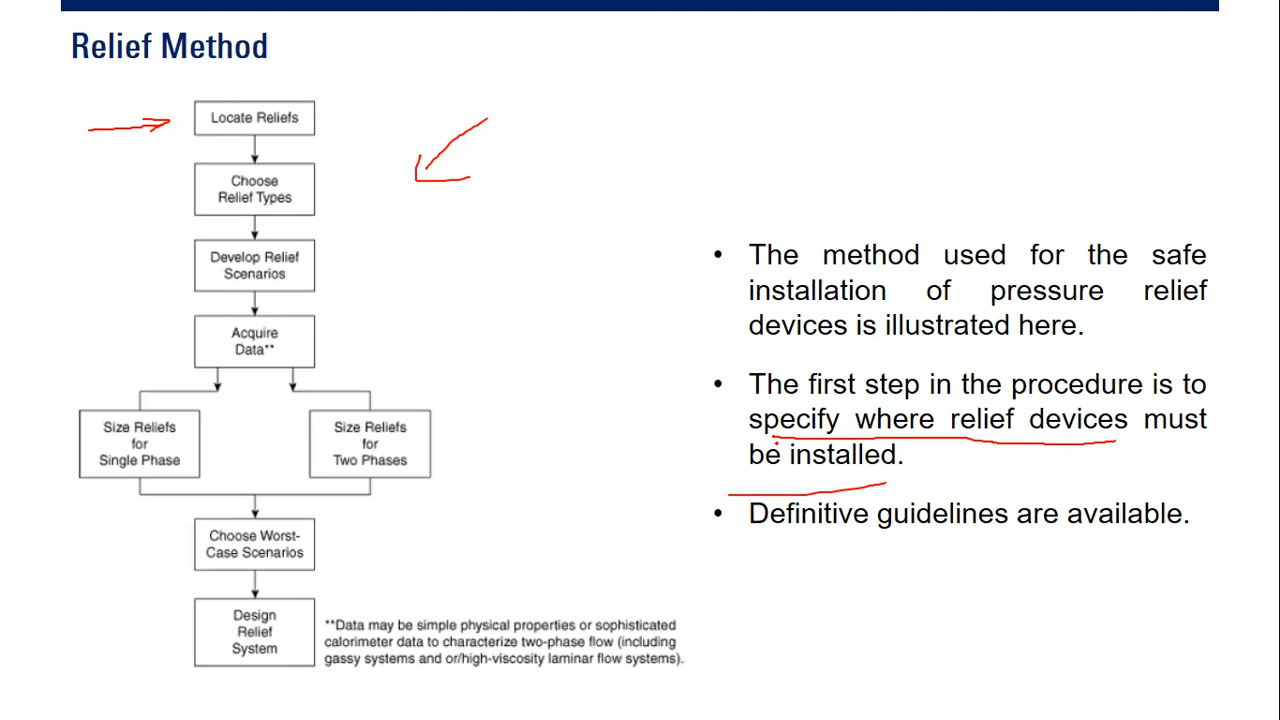 Relief Method
Locate Reliefs
Choose
Relief Types
Develop Relief
Scenarios
Acquire
Data**
Size Reliefs
for
Single Phase
Size Reliefs
for
Two Phases
Choose Worst-
Case Scenarios
Design
Relief
System
**Data may be simple physical properties or sophisticated
calorimeter data to characterize two-phase flow (including
gassy systems and or/high-viscosity laminar flow systems).
• The method used for the safe
installation of pressure relief
devices is illustrated here.
• The first step in the procedure is to
specify where relief devices must
be installed.
• Definitive guidelines are available.